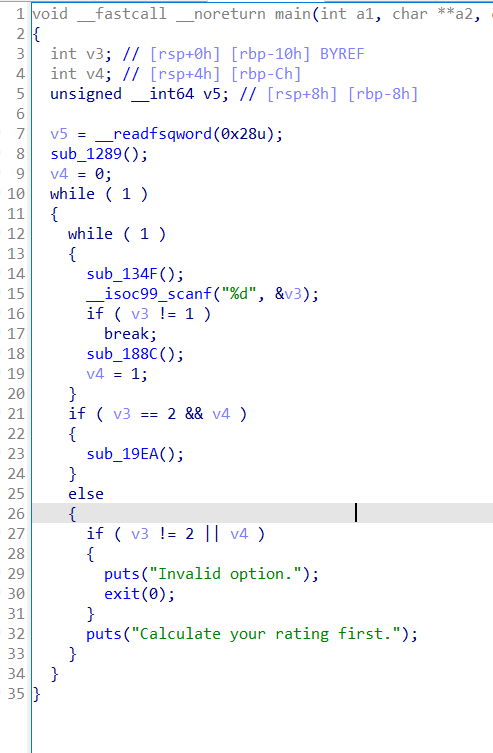 1 void __fastcall __noreturn main(int a1, char **a2,
2 {
3   int v3; // [rsp+0h] [rbp-10h] BYREF
4   int v4; // [rsp+4h] [rbp-Ch]
5   unsigned __int64 v5; // [rsp+8h] [rbp-8h]
6
7   v5 = __readfsqword(0x28u);
8   sub_1289();
9   v4 = 0;
10   while ( 1 )
11   {
12     while ( 1 )
13     {
14       sub_134F();
15       __isoc99_scanf("%d", &v3);
16       if ( v3 != 1 )
17         break;
18       sub_188C();
19       v4 = 1;
20     }
21     if ( v3 == 2 && v4 )
22     {
23       sub_19EA();
24     }
25     else
26     {
27       if ( v3 != 2 || v4 )
28       {
29         puts("Invalid option.");
30         exit(0);
31       }
32       puts("Calculate your rating first.");
33     }
34   }
35 }